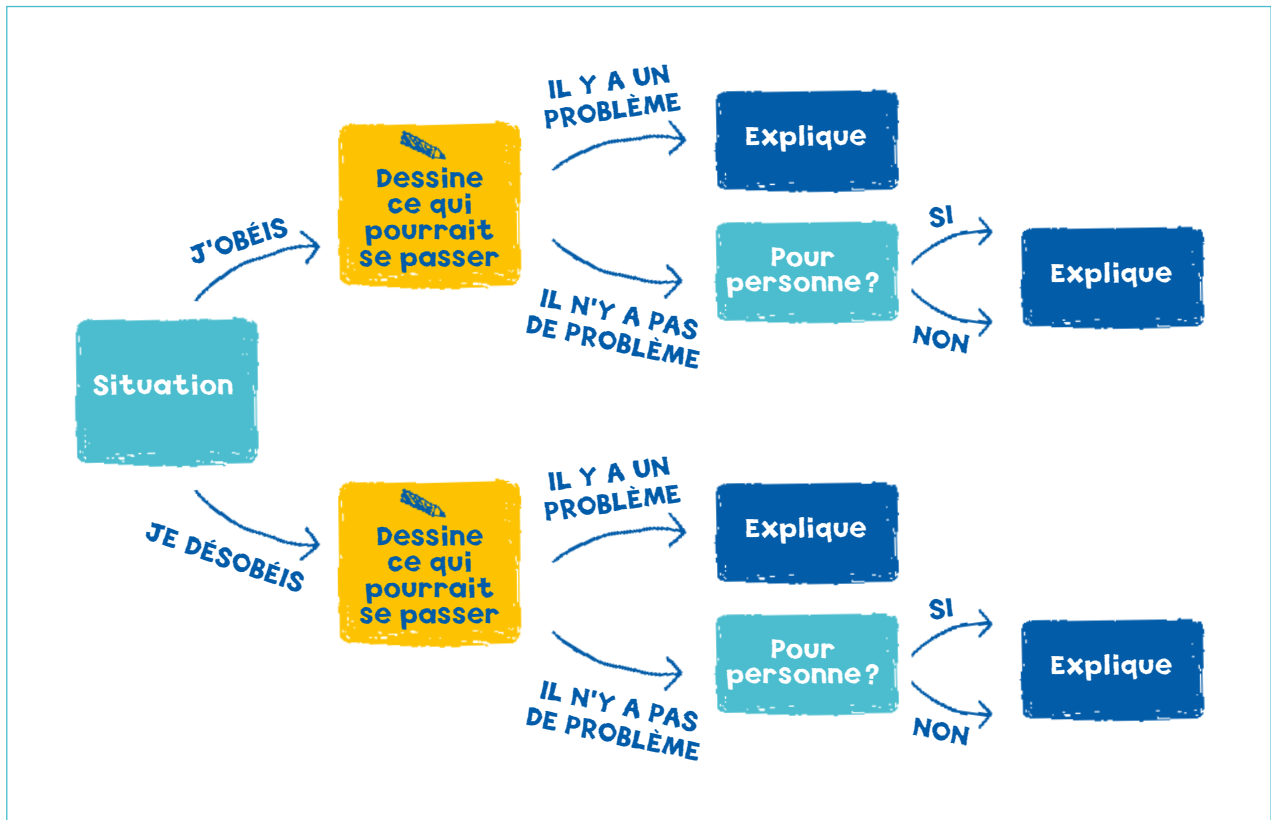 Situation
J'OBÉIS
Dessine
ce qui
pourrait
se passer
IL Y A UN
PROBLÈME
Explique
IL N'Y A PAS
DE PROBLÈME
Pour
personne ?
SI
NON
Explique
JE DÉSOBÉIS
Dessine
ce qui
pourrait
se passer
IL Y A UN
PROBLÈME
Explique
IL N'Y A PAS
DE PROBLÈME
Pour
personne ?
SI
NON
Explique